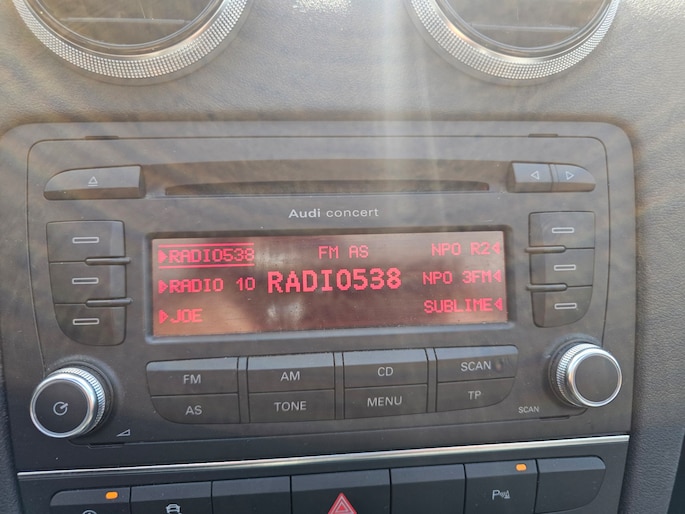 Audi concert
RADIO538 FM AS NPO R2
RADIO 10 RADIO538 NPO 3FM
JOE SUBLIME
FM AM CD SCAN
AS TONE MENU TP
SCAN
P